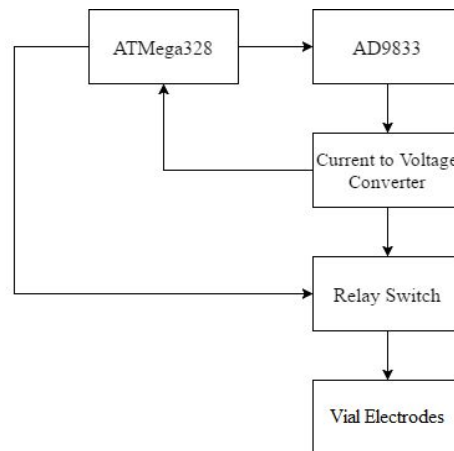 ATMega328
AD9833
Current to Voltage
Converter
Relay Switch
Vial Electrodes